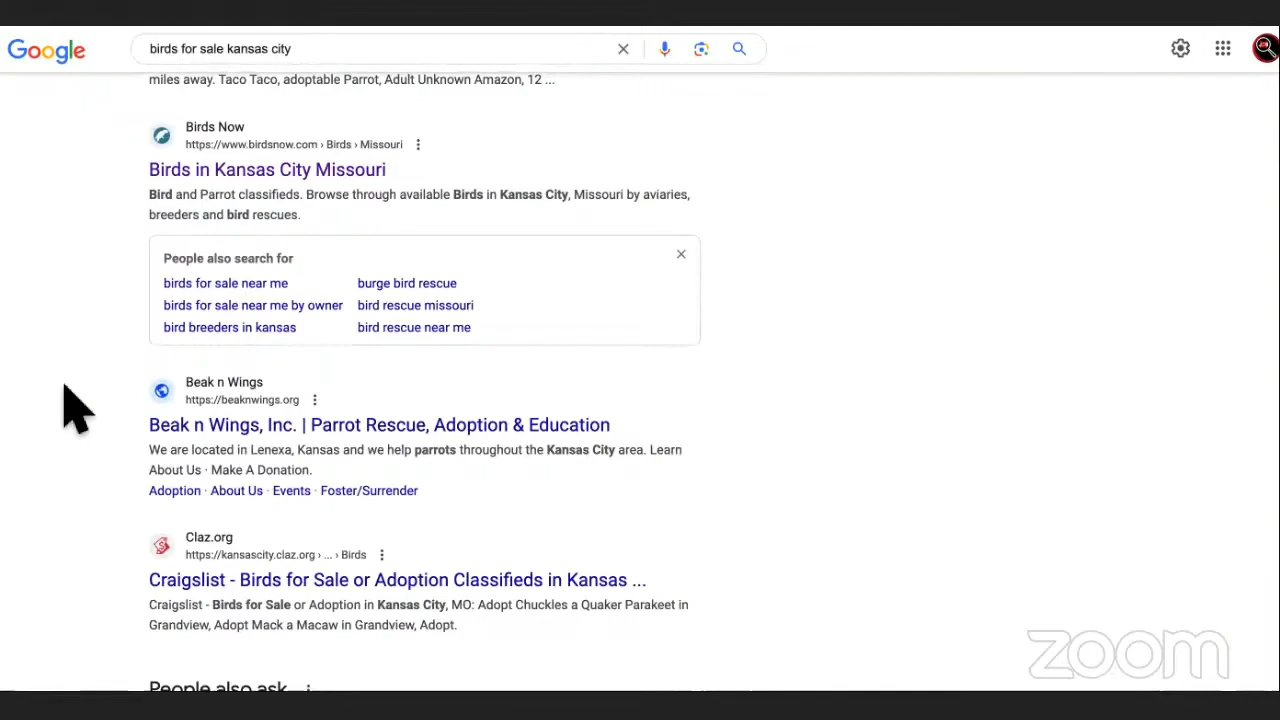 Google
birds for sale kansas city
miles away. Taco Taco, adoptable Parrot, Adult Unknown Amazon, 12 ...
Birds Now
https://www.birdsnow.com › Birds › Missouri
Birds in Kansas City Missouri
Bird and Parrot classifieds. Browse through available Birds in Kansas City, Missouri by aviaries,
breeders and bird rescues.
People also search for
birds for sale near me
burge bird rescue
birds for sale near me by owner
bird rescue missouri
bird breeders in kansas
bird rescue near me
Beak n Wings
https://beaknwings.org
Beak n Wings, Inc. | Parrot Rescue, Adoption & Education
We are located in Lenexa, Kansas and we help parrots throughout the Kansas City area. Learn
About Us · Make A Donation.
Adoption · About Us · Events · Foster/Surrender
Claz.org
https://kansascity.claz.org › ... › Birds
Craigslist - Birds for Sale or Adoption Classifieds in Kansas ...
Craigslist - Birds for Sale or Adoption in Kansas City, MO: Adopt Chuckles a Quaker Parakeet in
Grandview, Adopt Mack a Macaw in Grandview, Adopt.
People also ask
zoom